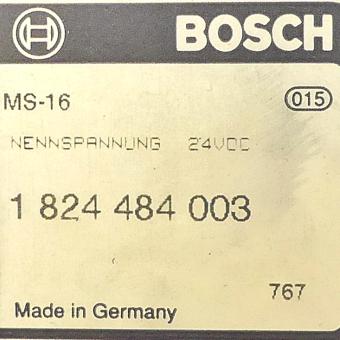 BOSCH
MS-16 015
NENNSPANNUNG 24VDC
1 824 484 003
767
Made in Germany